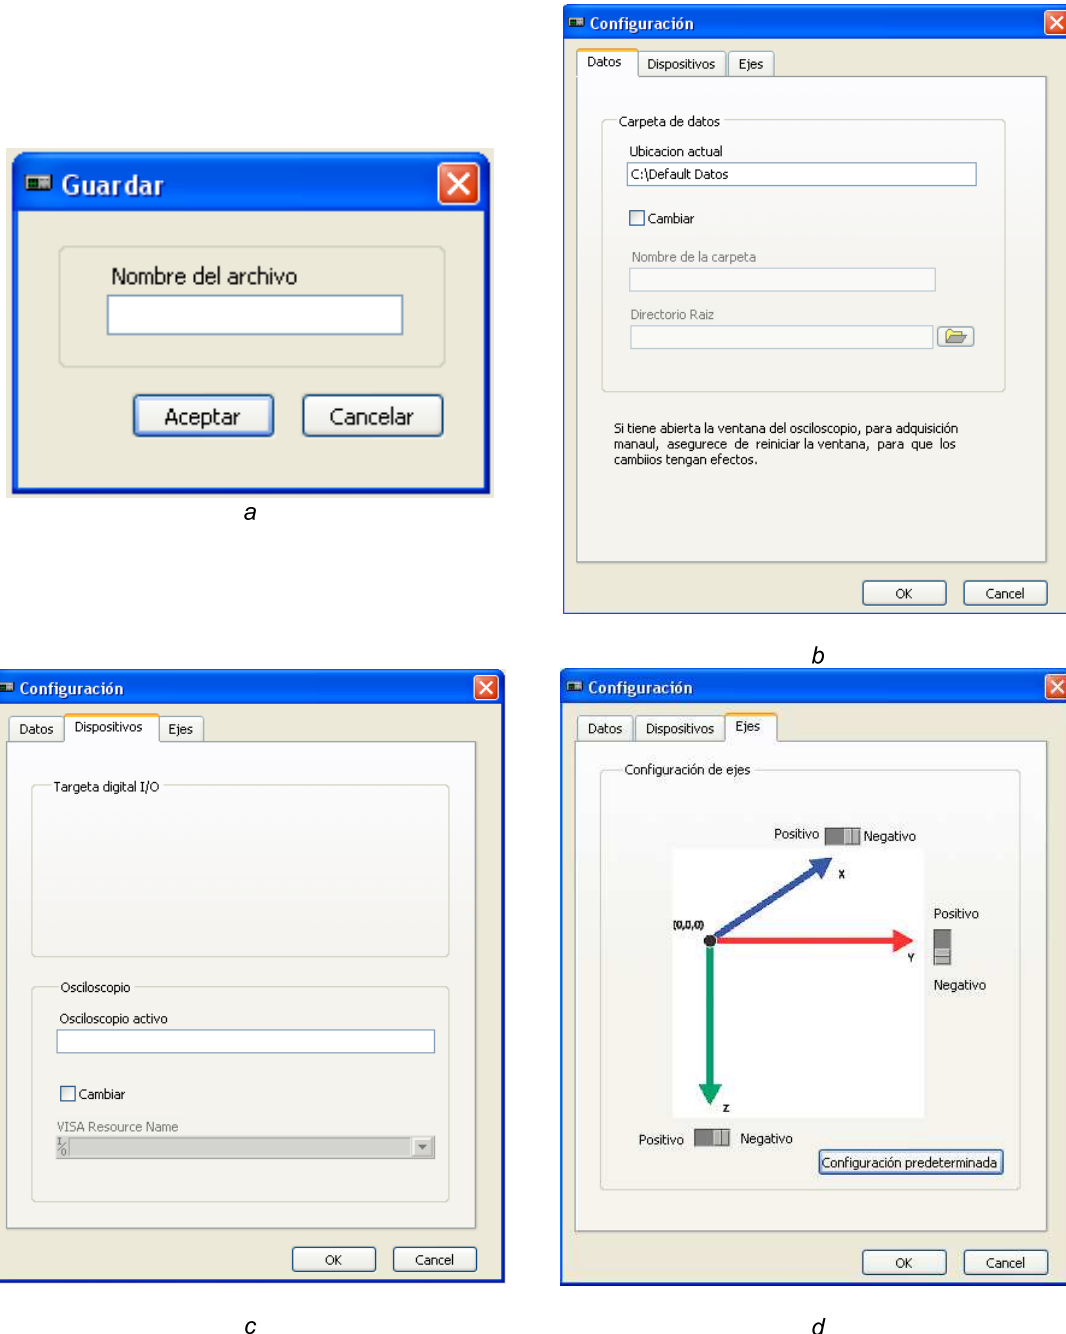 Guardar
Nombre del archivo
Aceptar
Cancelar
a
Configuración
Datos
Dispositivos
Ejes
Carpeta de datos
Ubicacion actual
C:\Default Datos
Cambiar
Nombre de la carpeta
Directorio Raiz
Si tiene abierta la ventana del osciloscopio, para adquisición
manaul, asegurece de reiniciar la ventana, para que los
cambiios tengan efectos.
OK
Cancel
b
Configuración
Datos
Dispositivos
Ejes
Targeta digital I/O
Osciloscopio
Osciloscopio activo
Cambiar
VISA Resource Name
I/O
OK
Cancel
c
Configuración
Datos
Dispositivos
Ejes
Configuración de ejes
Positivo
Negativo
X
(0,0,0)
Positivo
Y
Negativo
Z
Positivo
Negativo
Configuración predeterminada
OK
Cancel
d